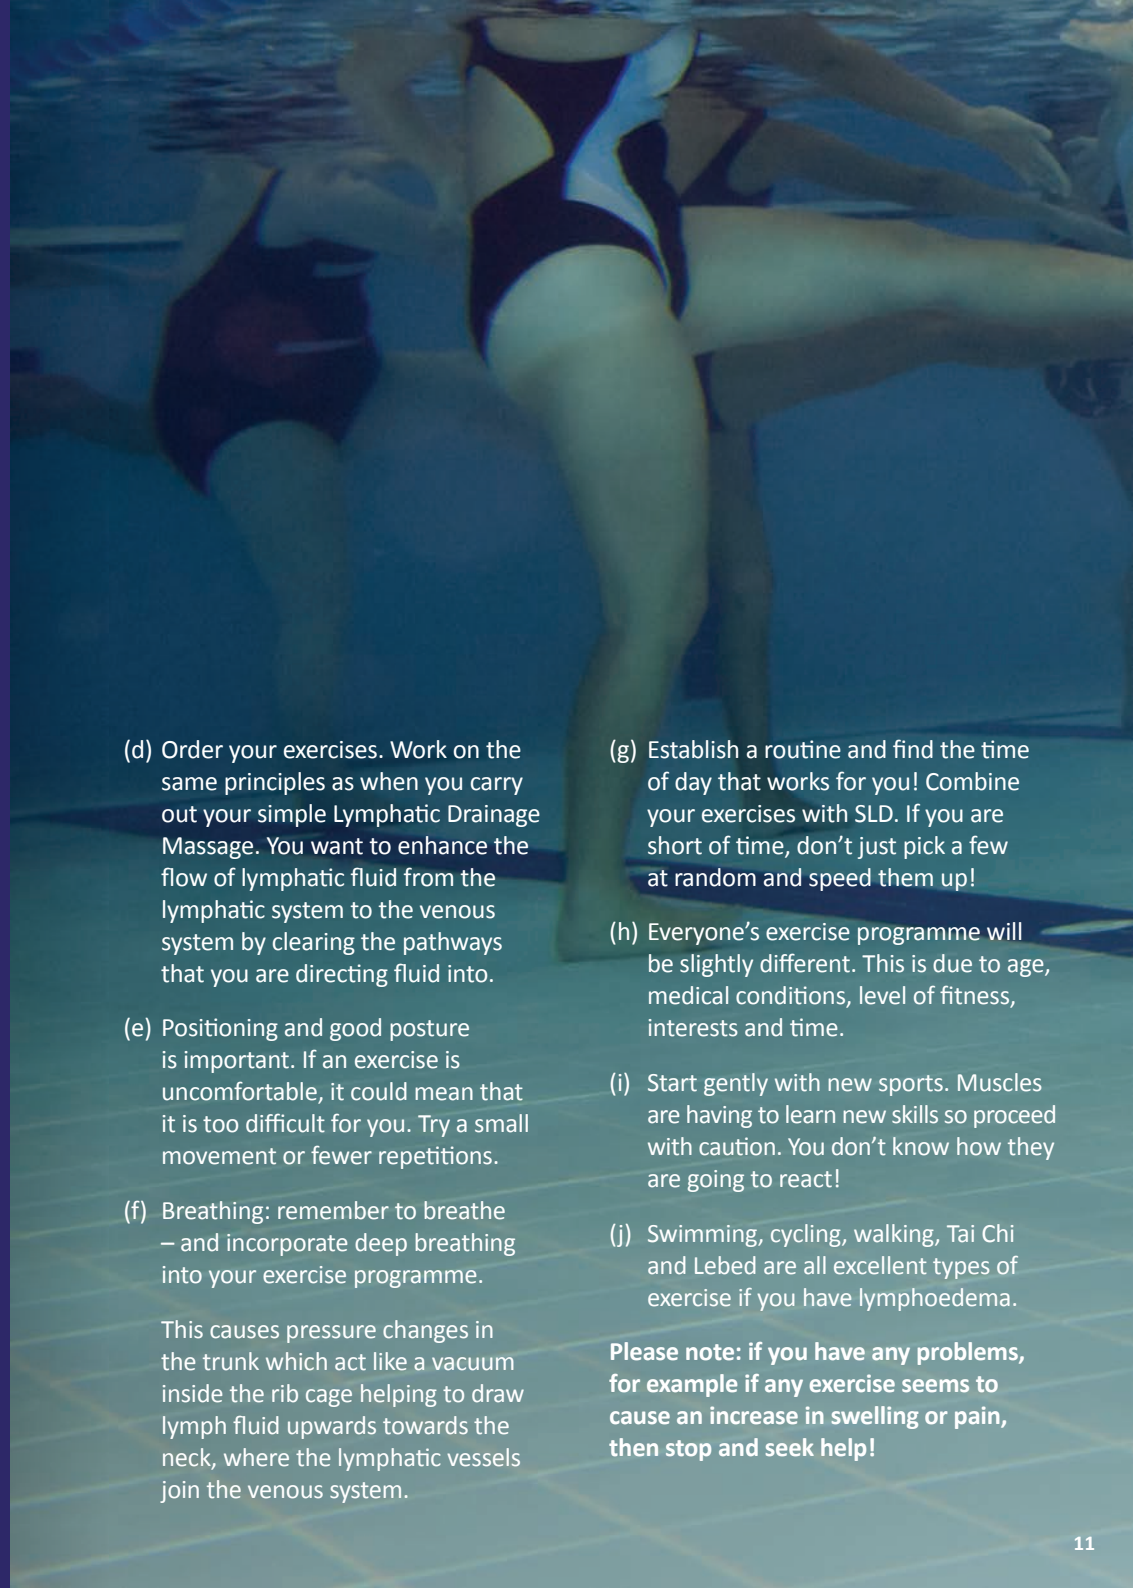 (d) Order your exercises. Work on the
same principles as when you carry
out your simple Lymphatic Drainage
Massage. You want to enhance the
flow of lymphatic fluid from the
lymphatic system to the venous
system by clearing the pathways
that you are directing fluid into.
(e) Positioning and good posture
is important. If an exercise is
uncomfortable, it could mean that
it is too difficult for you. Try a small
movement or fewer repetitions.
(f) Breathing: remember to breathe
– and incorporate deep breathing
into your exercise programme.
This causes pressure changes in
the trunk which act like a vacuum
inside the rib cage helping to draw
lymph fluid upwards towards the
neck, where the lymphatic vessels
join the venous system.
(g) Establish a routine and find the time
of day that works for you! Combine
your exercises with SLD. If you are
short of time, don’t just pick a few
at random and speed them up!
(h) Everyone’s exercise programme will
be slightly different. This is due to age,
medical conditions, level of fitness,
interests and time.
(i) Start gently with new sports. Muscles
are having to learn new skills so proceed
with caution. You don’t know how they
are going to react!
(j) Swimming, cycling, walking, Tai Chi
and Lebed are all excellent types of
exercise if you have lymphoedema.
Please note: if you have any problems,
for example if any exercise seems to
cause an increase in swelling or pain,
then stop and seek help!
11